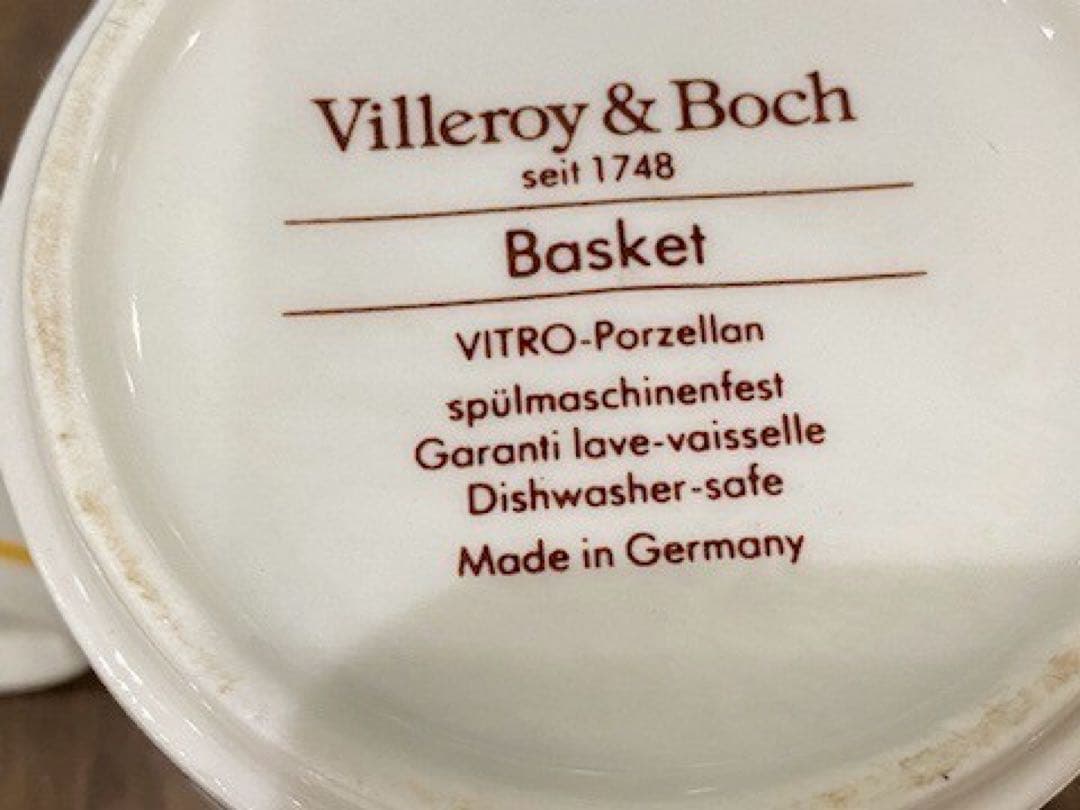 Villeroy & Boch
seit 1748
Basket
VITRO-Porzellan
spülmaschinenfest
Garanti lave-vaisselle
Dishwasher-safe
Made in Germany